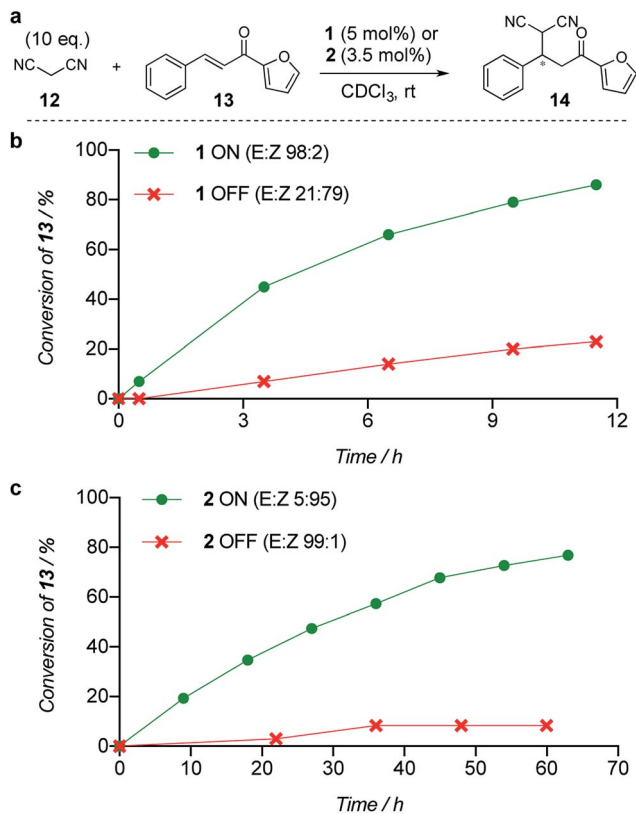 a
(10 eq.)
NC CN
12
+
O
O
13
1 (5 mol%) or
2 (3.5 mol%)
CDCl3, rt
NC CN
O
O
*
14
b
Conversion of 13 / %
100
80
60
40
20
0
1 ON (E:Z 98:2)
1 OFF (E:Z 21:79)
0 3 6 9 12
Time / h
c
Conversion of 13 / %
100
80
60
40
20
0
2 ON (E:Z 5:95)
2 OFF (E:Z 99:1)
0 10 20 30 40 50 60 70
Time / h